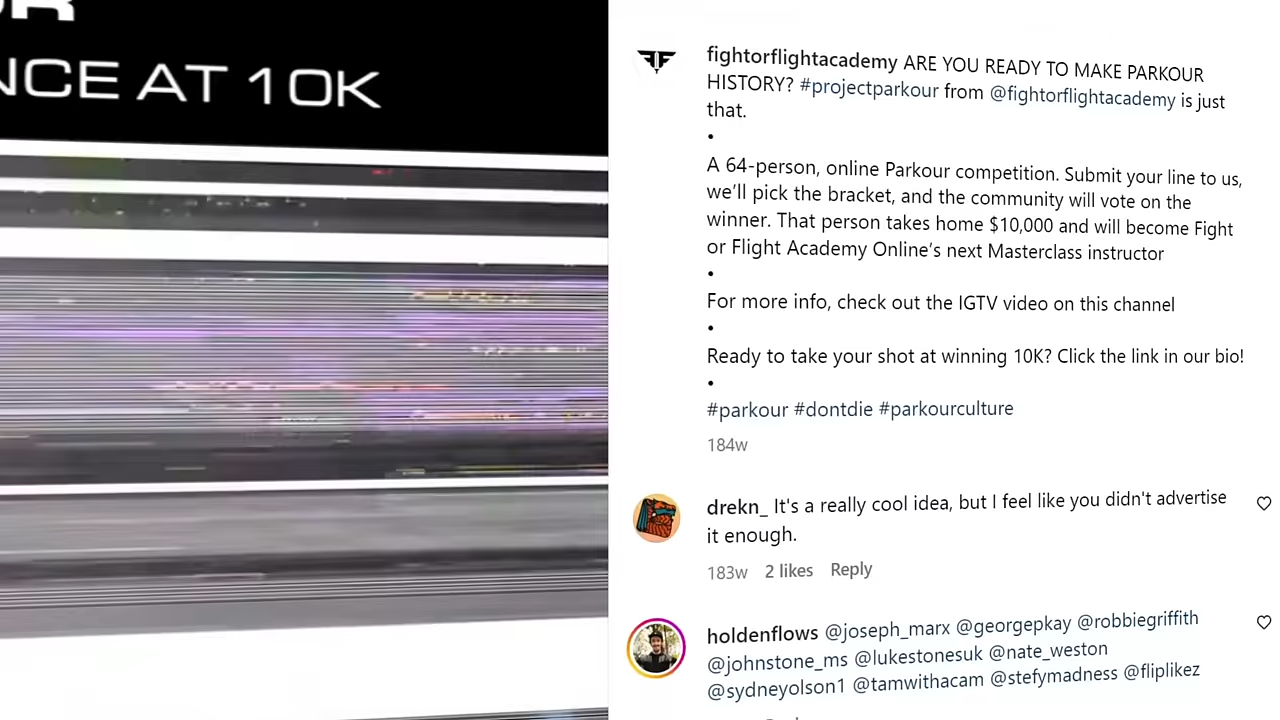 R
NCE AT 10K
fightorflightacademy ARE YOU READY TO MAKE PARKOUR
HISTORY? #projectparkour from @fightorflightacademy is just
that.
•
A 64-person, online Parkour competition. Submit your line to us,
we'll pick the bracket, and the community will vote on the
winner. That person takes home $10,000 and will become Fight
or Flight Academy Online's next Masterclass instructor
•
For more info, check out the IGTV video on this channel
•
Ready to take your shot at winning 10K? Click the link in our bio!
•
#parkour #dontdie #parkourculture
184w
drekn_ It's a really cool idea, but I feel like you didn't advertise
it enough.
183w 2 likes Reply
holdenflows @joseph_marx @georgepkay @robbiegriffith
@johnstone_ms @lukestonesuk @nate_weston
@sydneyolson1 @tamwithacam @stefymadness @fliplikez